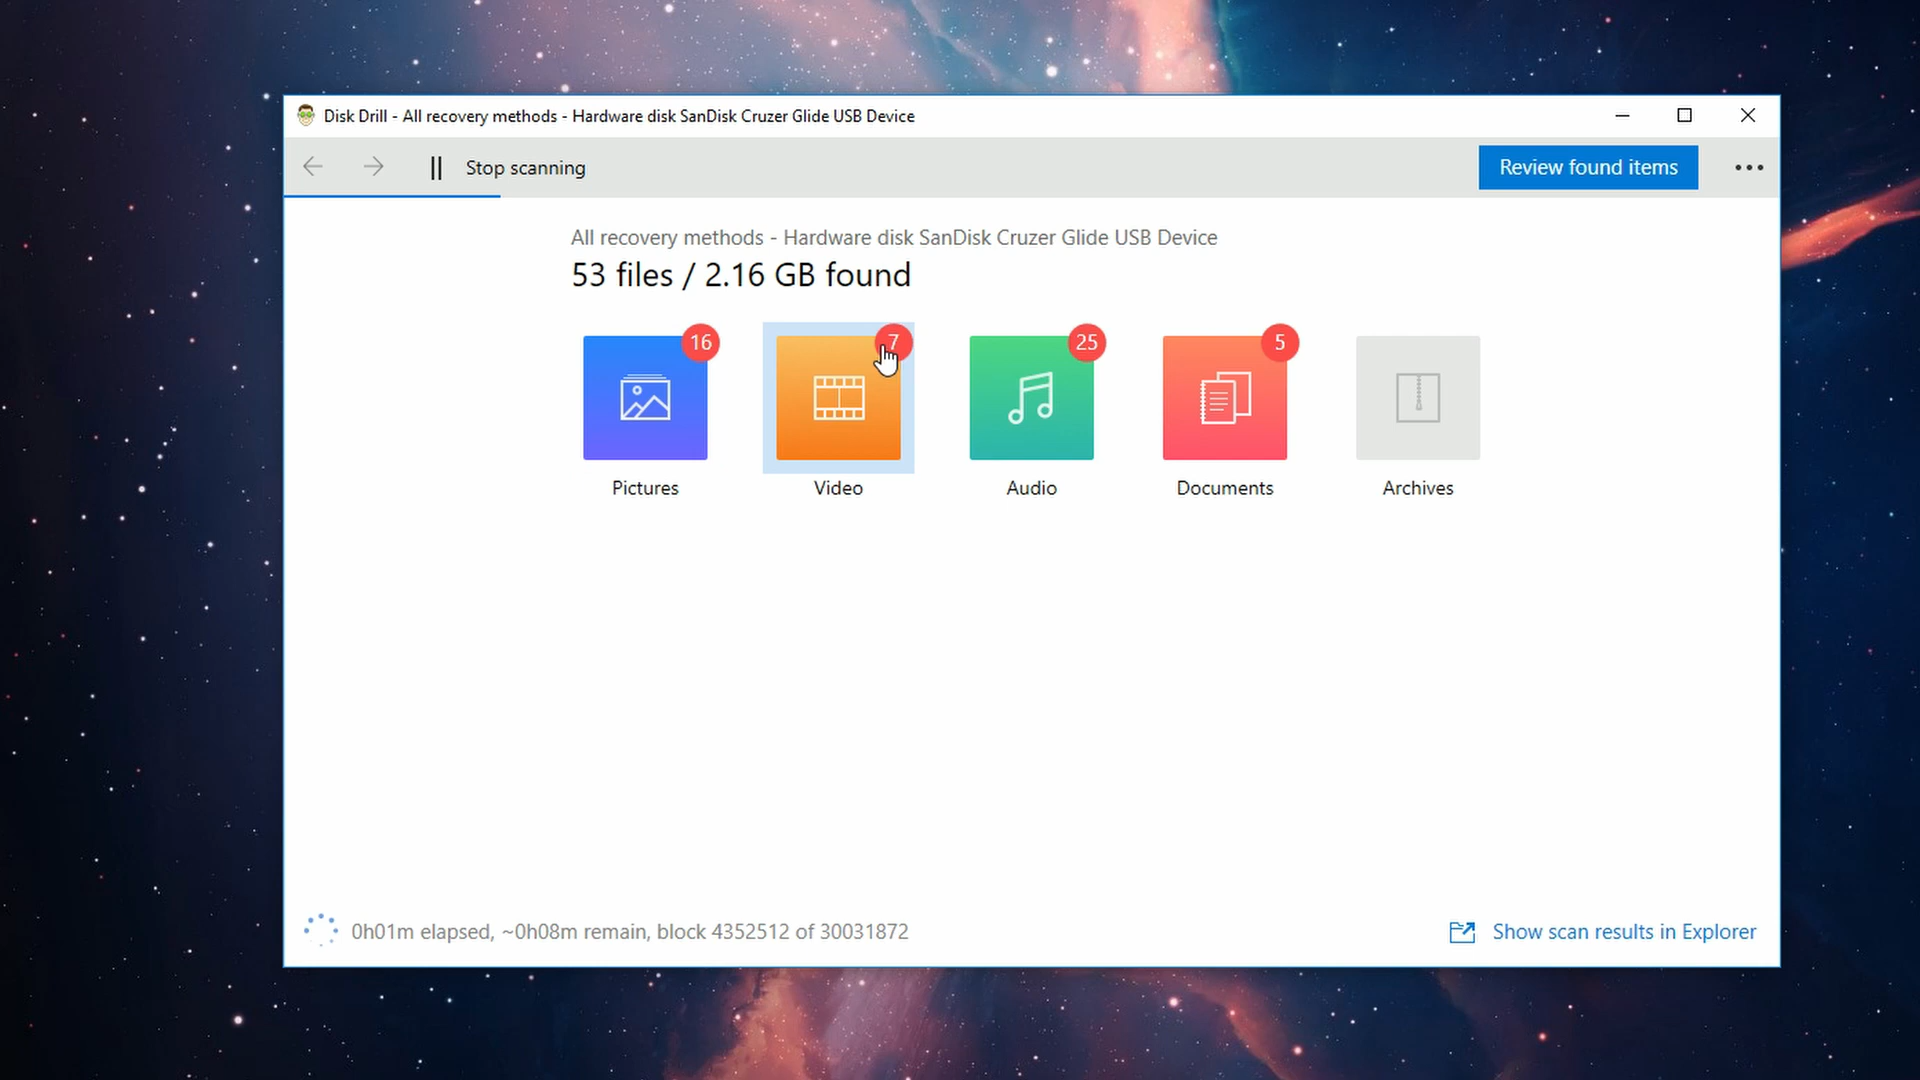 Disk Drill - All recovery methods - Hardware disk SanDisk Cruzer Glide USB Device
Stop scanning
Review found items
All recovery methods - Hardware disk SanDisk Cruzer Glide USB Device
53 files / 2.16 GB found
16 7 25 5
Pictures Video Audio Documents Archives
0h01m elapsed, ~0h08m remain, block 4352512 of 30031872
Show scan results in Explorer